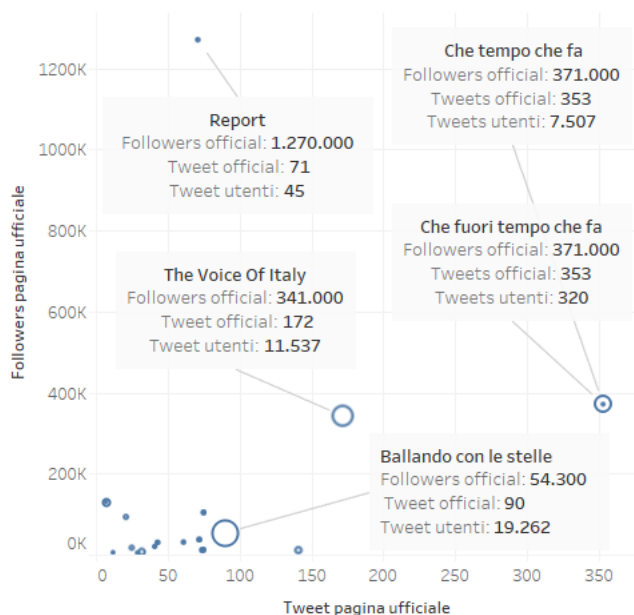 Followers pagina ufficiale
1200K
1000K
800K
600K
400K
200K
0K
Report
Followers official: 1.270.000
Tweet official: 71
Tweet utenti: 45
Che tempo che fa
Followers official: 371.000
Tweets official: 353
Tweets utenti: 7.507
Che fuori tempo che fa
Followers official: 371.000
Tweets official: 353
Tweets utenti: 320
The Voice Of Italy
Followers official: 341.000
Tweet official: 172
Tweet utenti: 11.537
Ballando con le stelle
Followers official: 54.300
Tweet official: 90
Tweet utenti: 19.262
0
50
100
150
200
250
300
350
Tweet pagina ufficiale